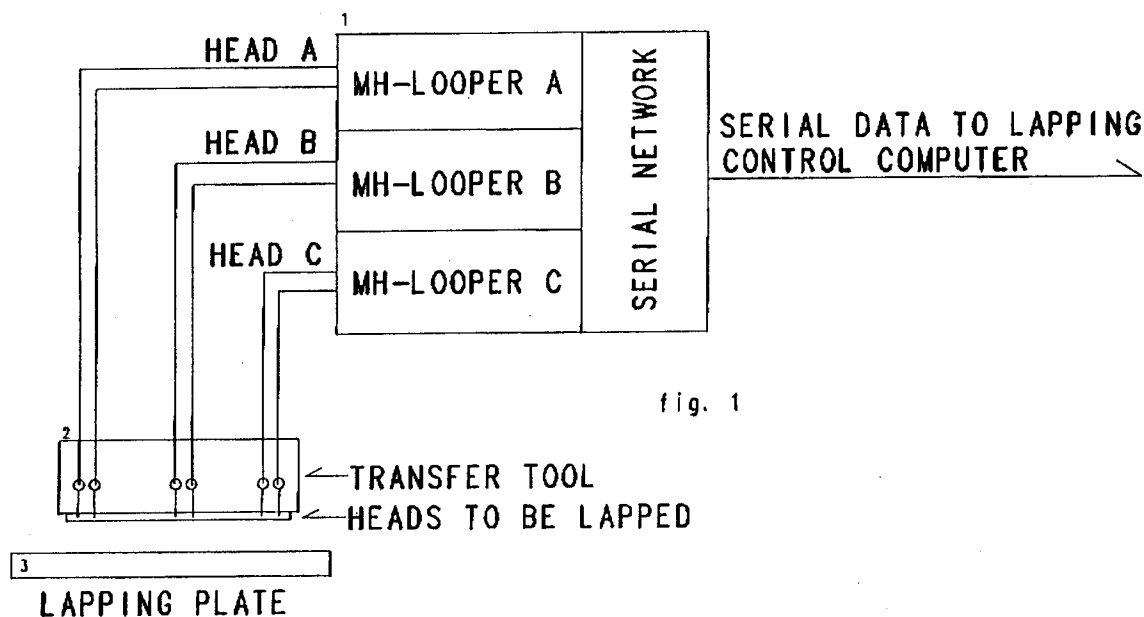 1
HEAD A
MH-LOOPER A
HEAD B
MH-LOOPER B
HEAD C
MH-LOOPER C
SERIAL NETWORK
SERIAL DATA TO LAPPING
CONTROL COMPUTER
fig. 1
2
TRANSFER TOOL
HEADS TO BE LAPPED
3
LAPPING PLATE